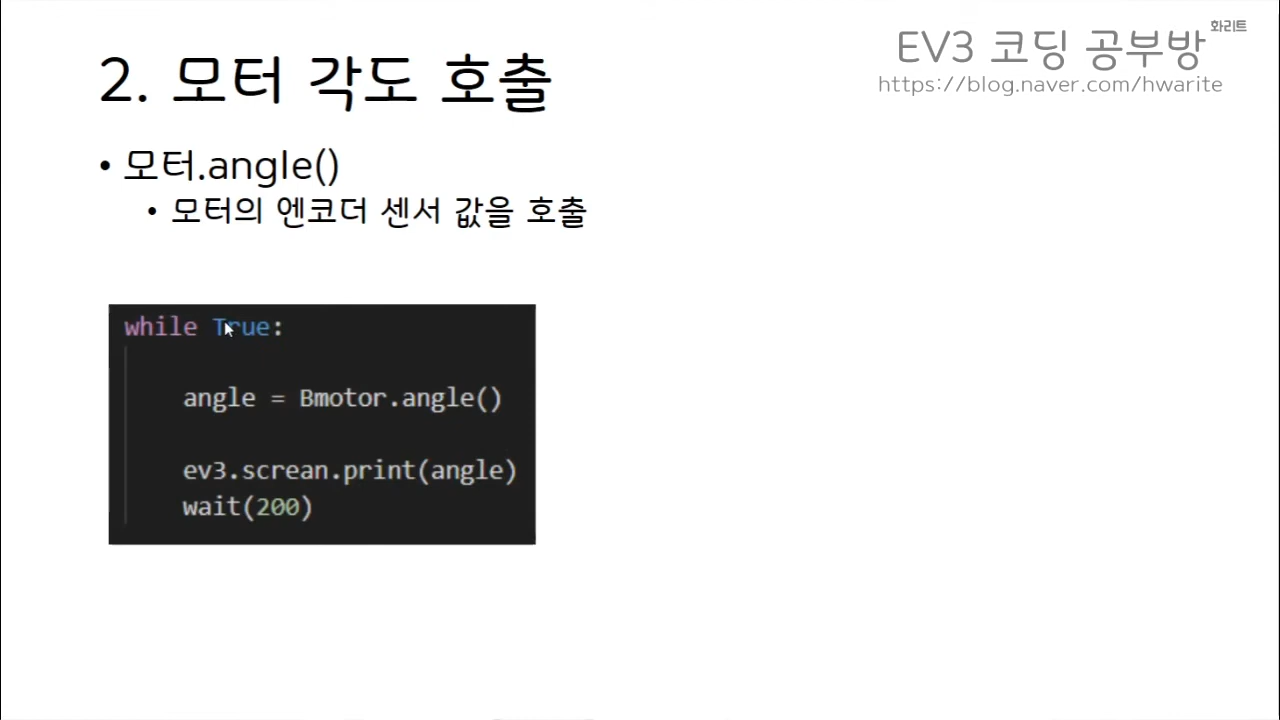 화리트
EV3 코딩 공부방
https://blog.naver.com/hwarite
2. 모터 각도 호출
• 모터.angle()
• 모터의 엔코더 센서 값을 호출
while True:
angle = Bmotor.angle()
ev3.screan.print(angle)
wait(200)